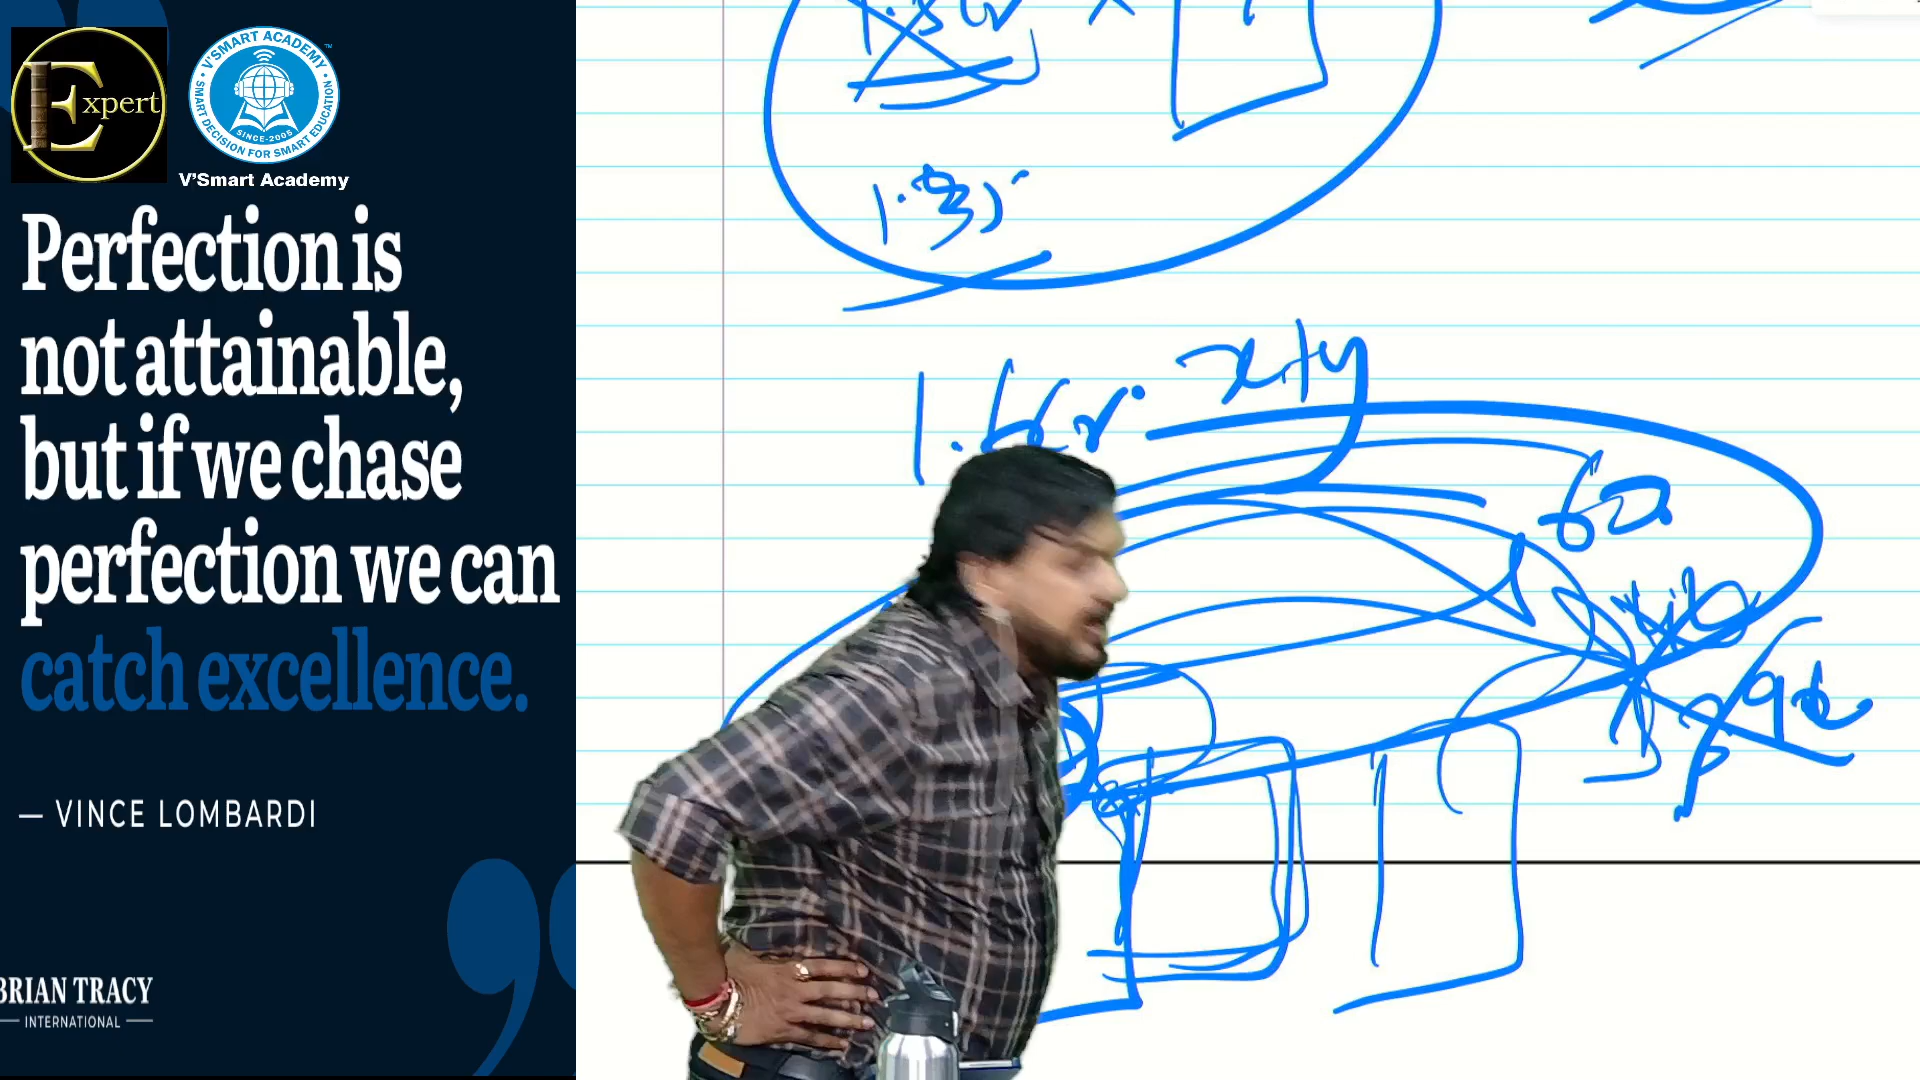 Expert
V'SMART ACADEMY
TM
SMART DECISION FOR SMART EDUCATION
SINCE-2005
V'Smart Academy
Perfection is
not attainable,
but if we chase
perfection we can
catch excellence.
— VINCE LOMBARDI
BRIAN TRACY
INTERNATIONAL
x+y
60